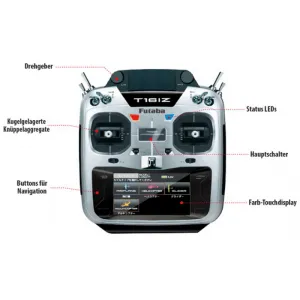 Drehgeber
T16IZ
Futaba
Status LEDs
Kugelgelagerte
Knüppelaggregate
Hauptschalter
Buttons für
Navigation
Farb-Touchdisplay